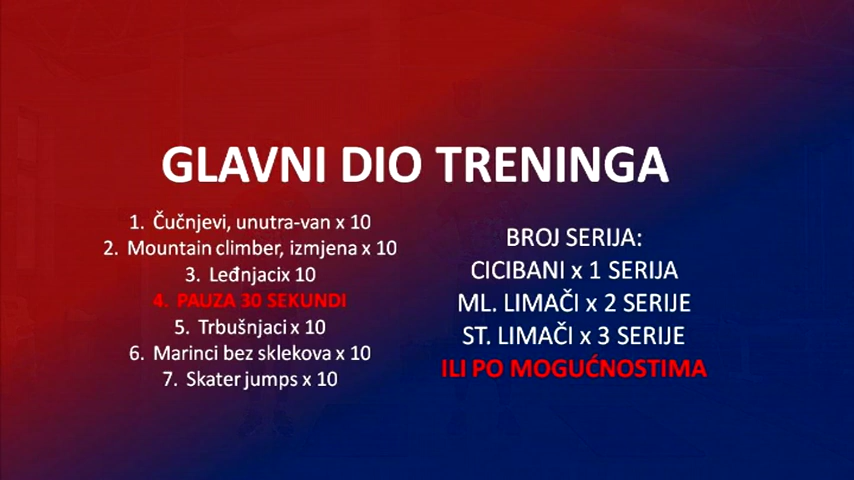 GLAVNI DIO TRENINGA
1. Čučnjevi, unutra-van x 10
2. Mountain climber, izmjena x 10
3. Leđnjacix 10
4. PAUZA 30 SEKUNDI
5. Trbušnjaci x 10
6. Marinci bez sklekova x 10
7. Skater jumps x 10
BROJ SERIJA:
CICIBANI x 1 SERIJA
ML. LIMAČI x 2 SERIJE
ST. LIMAČI x 3 SERIJE
ILI PO MOGUĆNOSTIMA